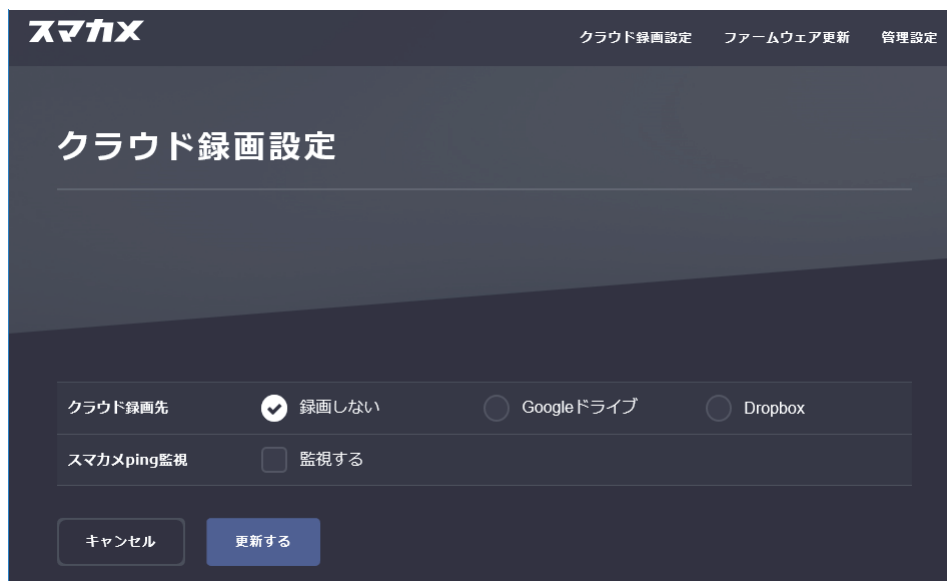 スマカメ
クラウド録画設定 ファームウェア更新 管理設定
クラウド録画設定
クラウド録画先 録画しない Googleドライブ Dropbox
スマカメping監視 監視する
キャンセル 更新する